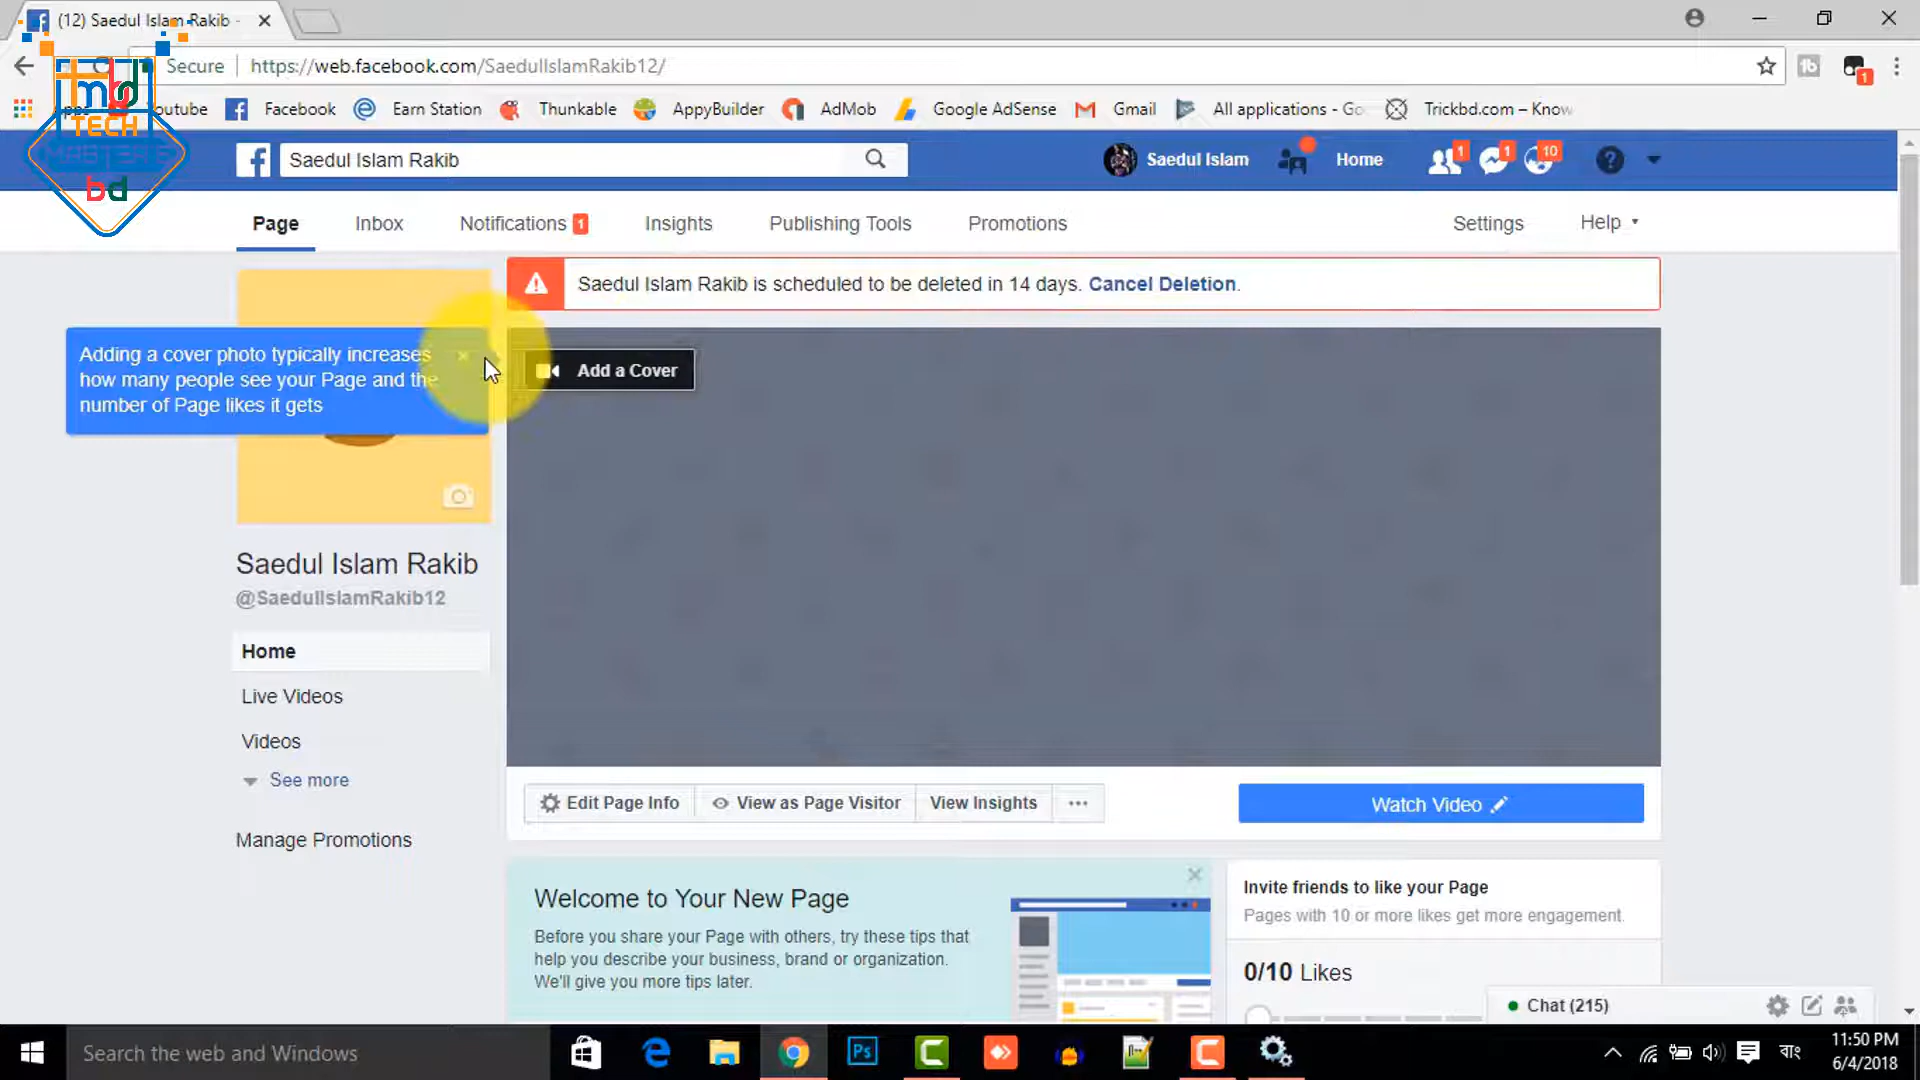 (12) Saedul Islam Rakib -
Secure
https://web.facebook.com/SaedulIslamRakib12/
Facebook
Earn Station
Thunkable
AppyBuilder
AdMob
Google AdSense
Gmail
All applications - Go
Trickbd.com – Know
mbd
TECH
MASTER
bd
Saedul Islam Rakib
Saedul Islam
Home
1
1
10
Page
Inbox
Notifications 1
Insights
Publishing Tools
Promotions
Settings
Help
Saedul Islam Rakib is scheduled to be deleted in 14 days. Cancel Deletion.
Adding a cover photo typically increases
how many people see your Page and the
number of Page likes it gets
Add a Cover
Saedul Islam Rakib
@SaedulIslamRakib12
Home
Live Videos
Videos
See more
Manage Promotions
Edit Page Info
View as Page Visitor
View Insights
Watch Video
Welcome to Your New Page
Before you share your Page with others, try these tips that
help you describe your business, brand or organization.
We'll give you more tips later.
Invite friends to like your Page
Pages with 10 or more likes get more engagement.
0/10 Likes
Chat (215)
Search the web and Windows
Ps
বাং
11:50 PM
6/4/2018